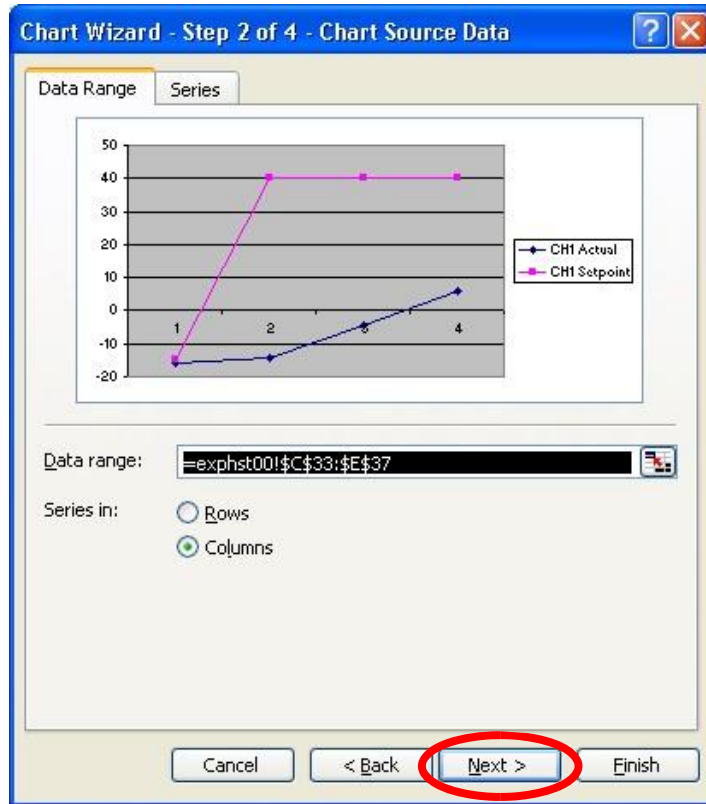 Chart Wizard - Step 2 of 4 - Chart Source Data
Data Range
Series
50
40
30
20
10
0
-10
-20
1
2
3
4
CH1 Actual
CH1 Setpoint
Data range:
=exphst00!$C$33:$E$37
Series in:
Rows
Columns
Cancel
< Back
Next >
Finish